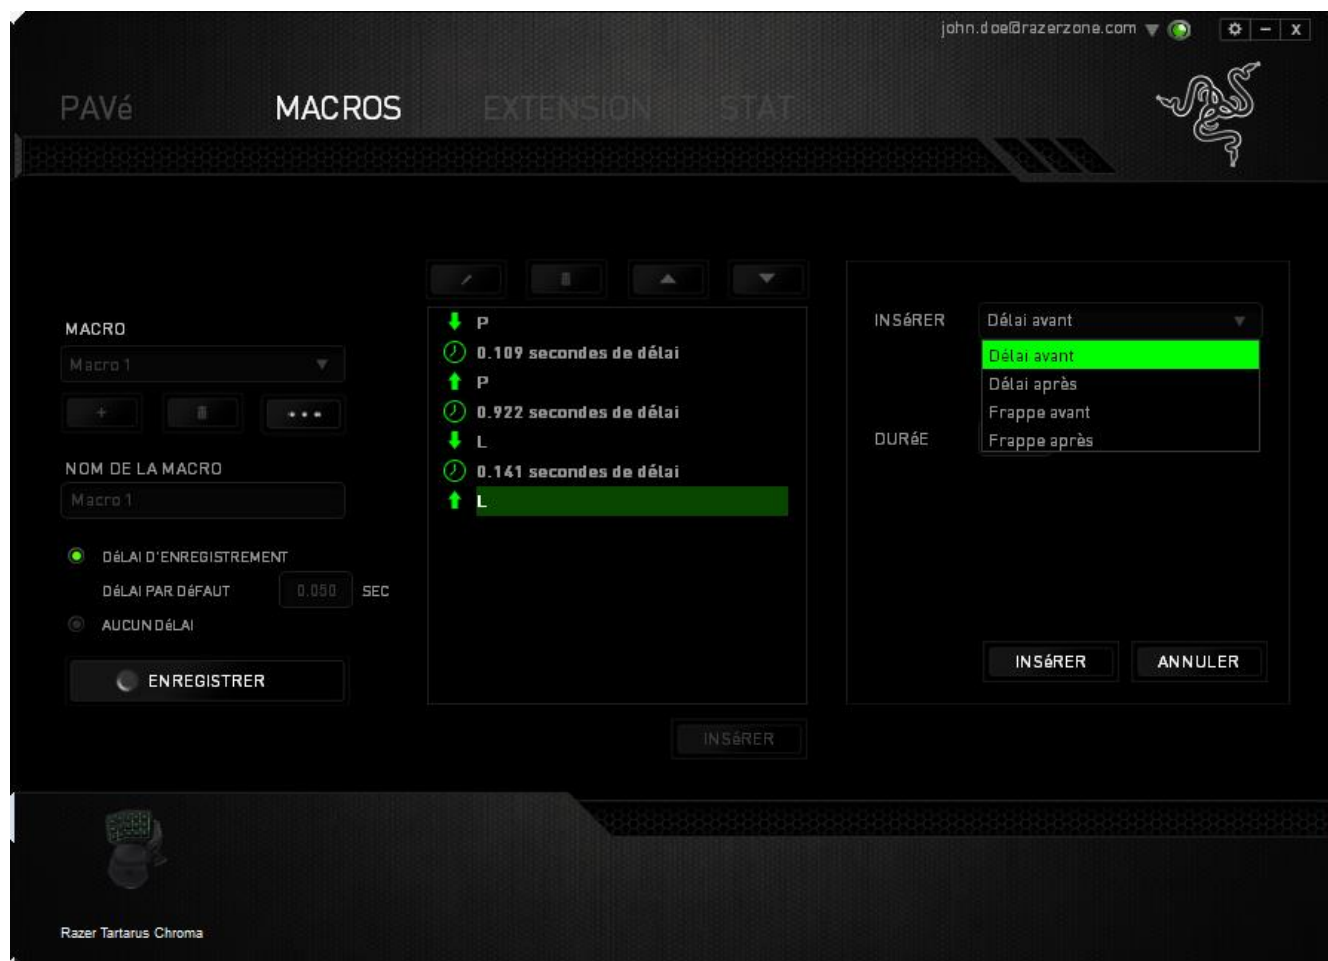 john.doe@razerzone.com
PAVé MACROS EXTENSION STAT
MACRO
Macro 1
NOM DE LA MACRO
Macro 1
DéLAI D'ENREGISTREMENT
DéLAI PAR DéFAUT 0.050 SEC
AUCUN DéLAI
ENREGISTRER
P
0.109 secondes de délai
P
0.922 secondes de délai
L
0.141 secondes de délai
L
INSéRER
INSéRER Délai avant
Délai avant
Délai après
Frappe avant
Frappe après
DURéE
INSéRER ANNULER
Razer Tartarus Chroma